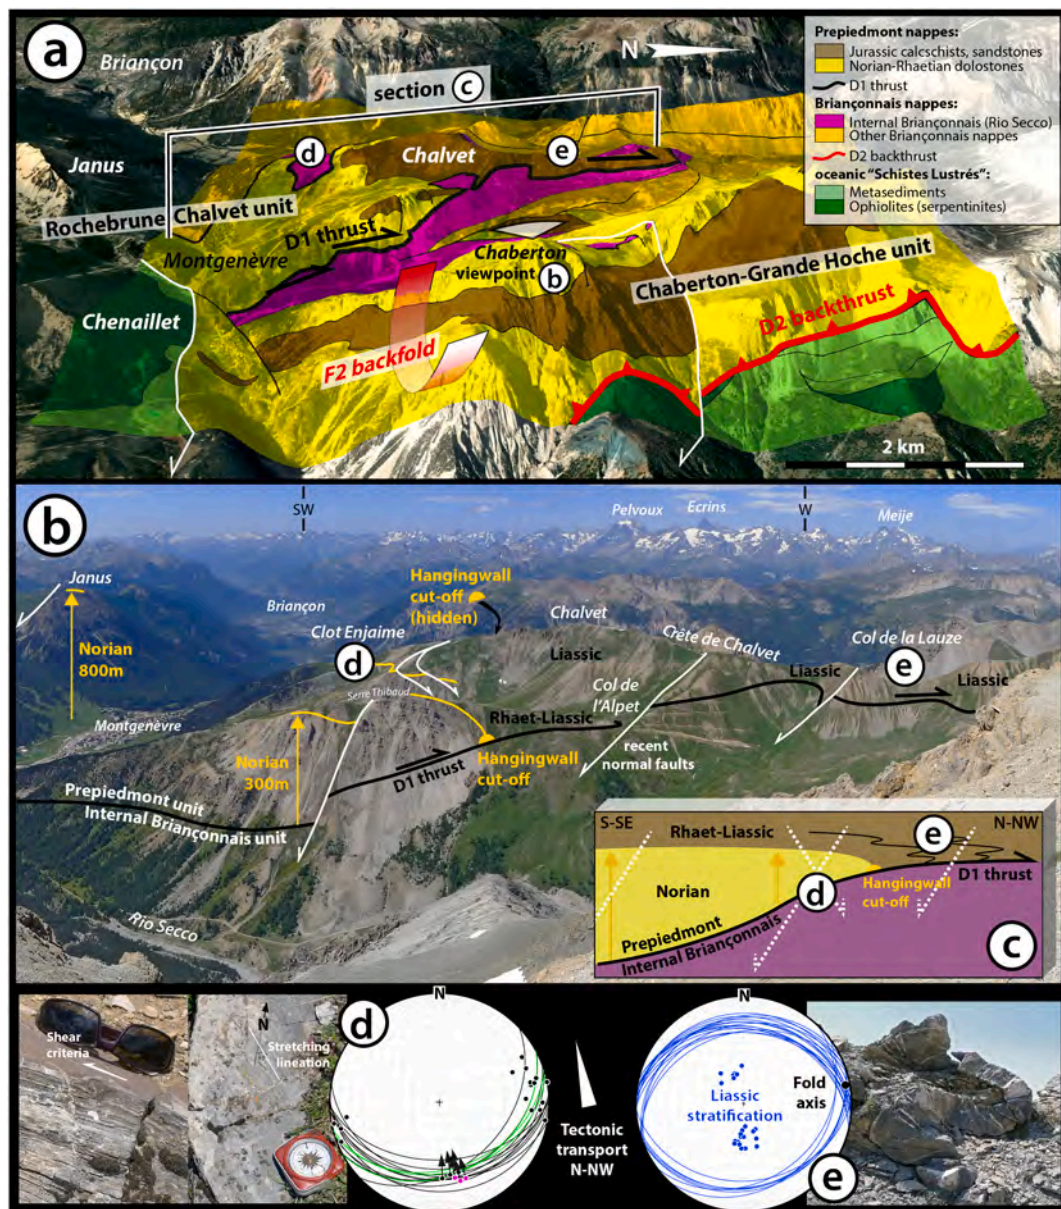 a
Briançon
N
section c
Janus
d
Chalvet
e
Rochebrune Chalvet unit
D1 thrust
Montgenèvre
Chaberton
viewpoint b
Chaberton-Grande Hoche unit
Chenaillet
F2 backfold
D2 backthrust
2 km
Prepiedmont nappes:
Jurassic calcschists, sandstones
Norian-Rhaetian dolostones
D1 thrust
Briançonnais nappes:
Internal Briançonnais (Rio Secco)
Other Briançonnais nappes
D2 backthrust
oceanic "Schistes Lustrés":
Metasediments
Ophiolites (serpentinites)
b
SW
W
Pelvoux
Ecrins
Meije
Janus
Briançon
Hangingwall
cut-off
(hidden)
Chalvet
Clot Enjaime
d
Crête de Chalvet
Col de la Lauze
e
Norian
800m
Liassic
Liassic
Liassic
Serre Thibaud
Col de
l'Alpet
Montgenèvre
Rhaet-Liassic
Norian
300m
D1 thrust
Hangingwall
cut-off
recent
normal faults
Prepiedmont unit
Internal Briançonnais unit
Rio Secco
S-SE
N-NW
Rhaet-Liassic
e
D1 thrust
Norian
d
Hangingwall
cut-off
Prepiedmont
Internal Briançonnais
c
Shear
criteria
N
Stretching
lineation
d
N
Tectonic
transport
N-NW
N
Liassic
stratification
Fold
axis
e